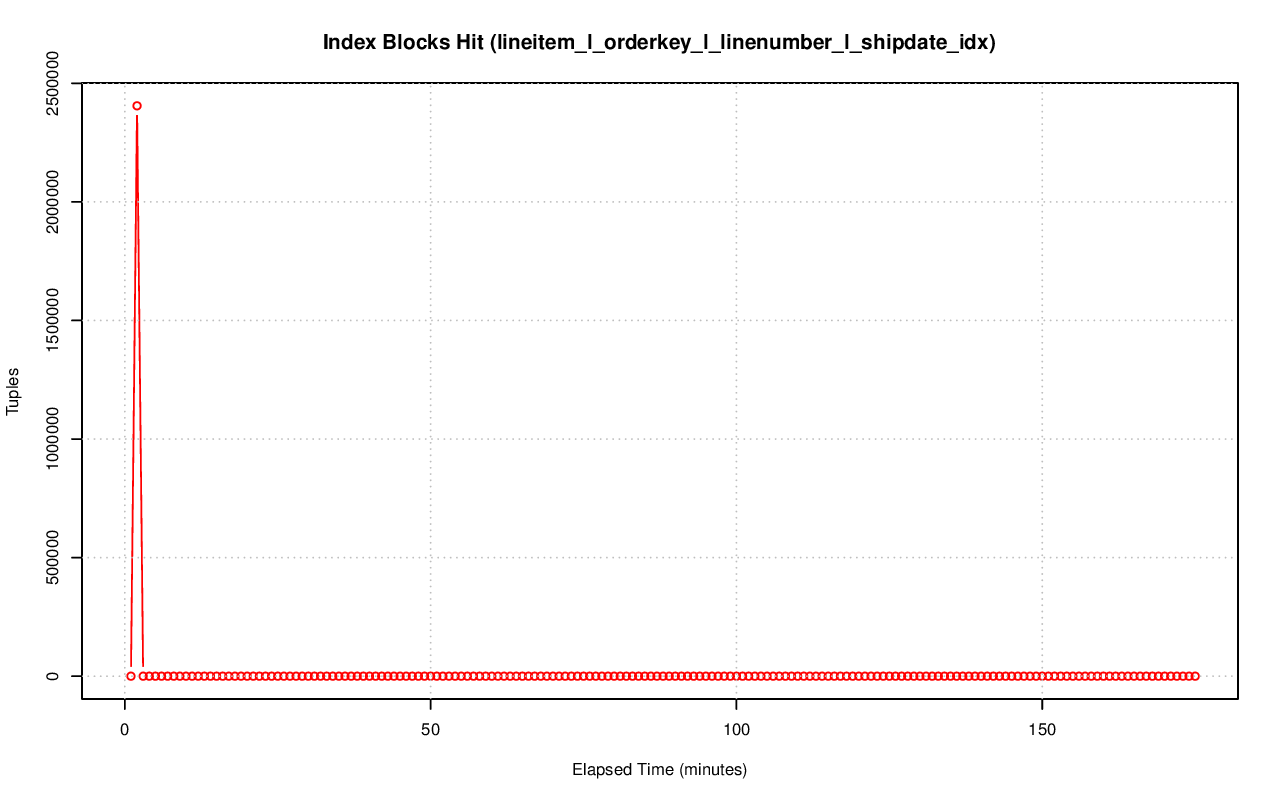 Index Blocks Hit (lineitem_l_orderkey_l_linenumber_l_shipdate_idx)
2500000
2000000
1500000
1000000
500000
0
Tuples
0 50 100 150
Elapsed Time (minutes)